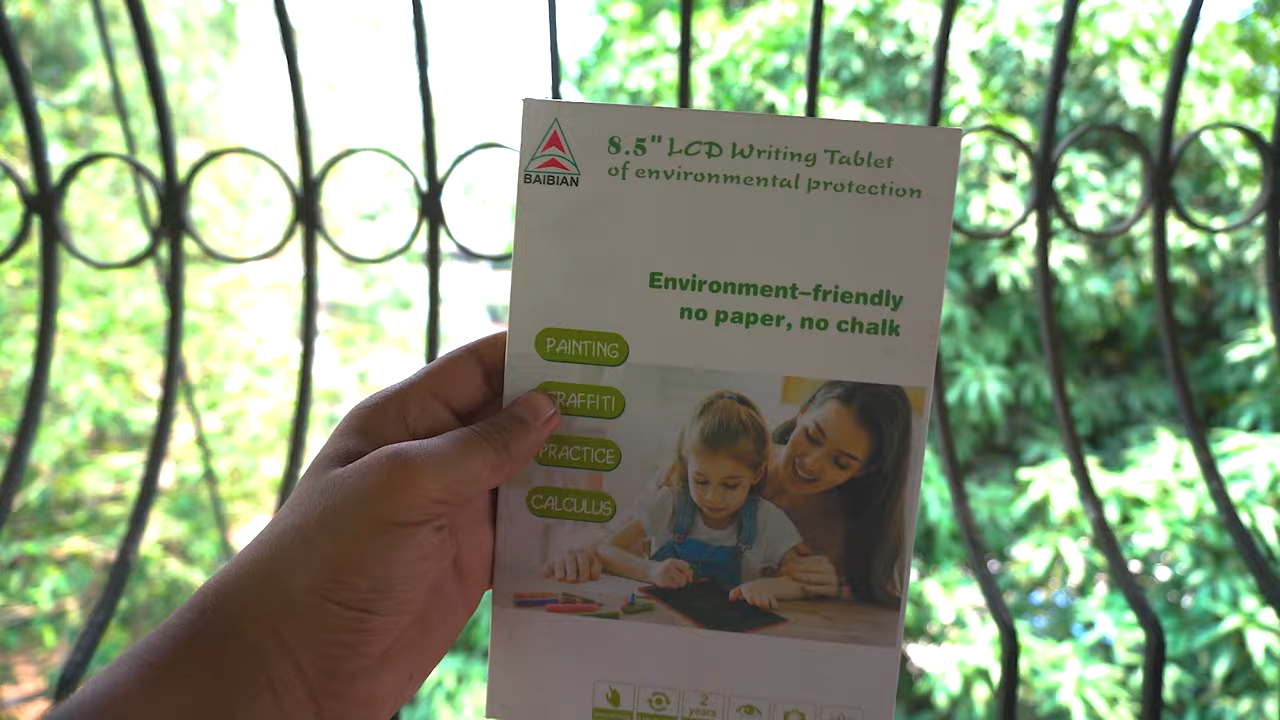 BAIBIAN
8.5" LCD Writing Tablet
of environmental protection
Environment-friendly
no paper, no chalk
PAINTING
GRAFFITI
PRACTICE
CALCULUS
2
years